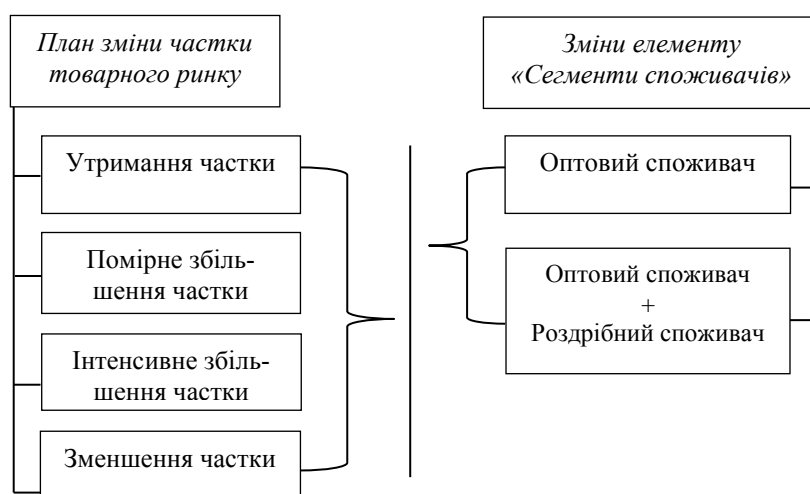 План зміни частки
товарного ринку
Утримання частки
Помірне збіль-
шення частки
Інтенсивне збіль-
шення частки
Зменшення частки
Зміни елементу
«Сегменти споживачів»
Оптовий споживач
Оптовий споживач
+
Роздрібний споживач